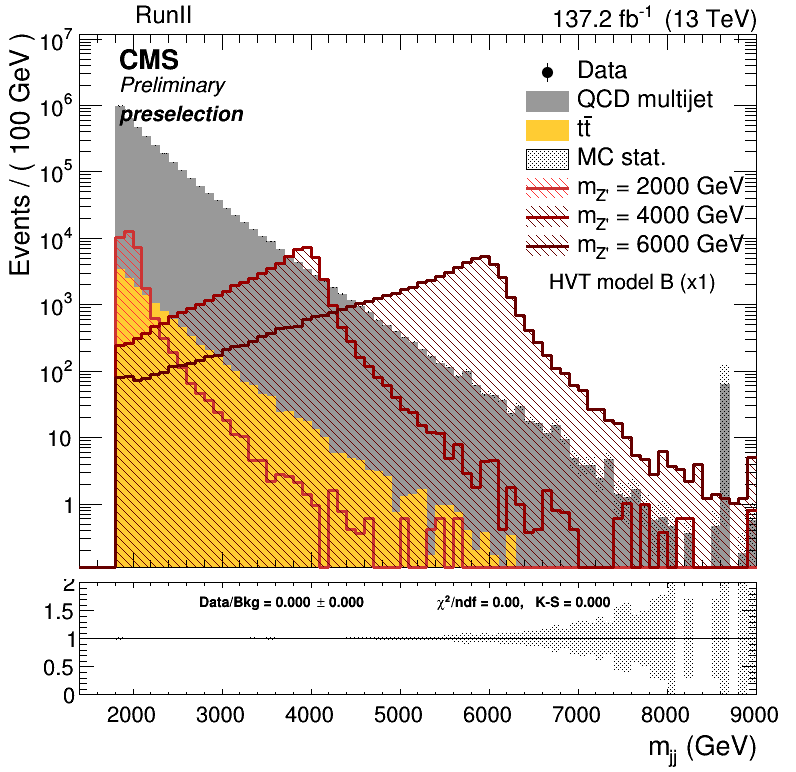 RunII 137.2 fb⁻¹ (13 TeV)
CMS
Preliminary
preselection
Data
QCD multijet
tt̄
MC stat.
m_Z' = 2000 GeV
m_Z' = 4000 GeV
m_Z' = 6000 GeV
HVT model B (x1)
Events / ( 100 GeV )
10⁷
10⁶
10⁵
10⁴
10³
10²
10
1
Data/Bkg = 0.000 ± 0.000 χ²/ndf = 0.00, K-S = 0.000
2
1.5
1
0.5
0
2000 3000 4000 5000 6000 7000 8000 9000
m_jj (GeV)